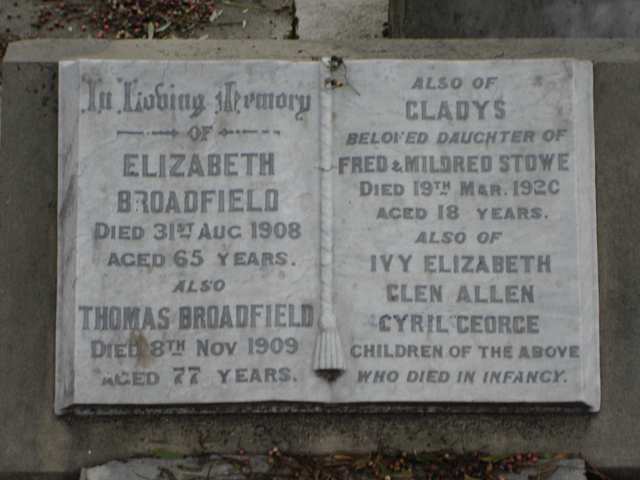 In Loving Memory
OF
ELIZABETH
BROADFIELD
DIED 31ST AUG 1908
AGED 65 YEARS.
ALSO
THOMAS BROADFIELD
DIED 8TH NOV 1909
AGED 77 YEARS.
ALSO OF
GLADYS
BELOVED DAUGHTER OF
FRED & MILDRED STOWE
DIED 19TH MAR. 1920
AGED 18 YEARS.
ALSO OF
IVY ELIZABETH
GLEN ALLEN
CYRIL GEORGE
CHILDREN OF THE ABOVE
WHO DIED IN INFANCY.